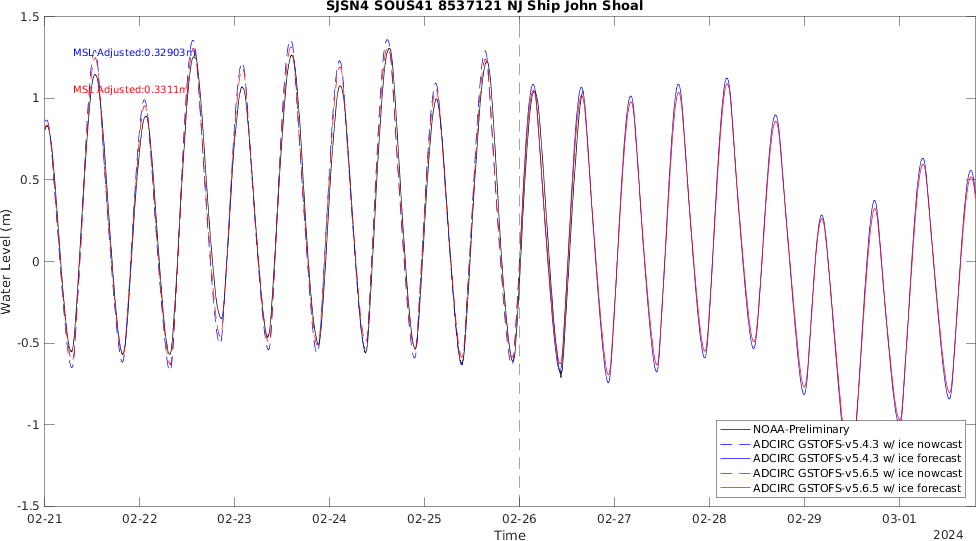 SJSN4 SOUS41 8537121 NJ Ship John Shoal
1.5
MSL Adjusted:0.32903m
MSL Adjusted:0.3311m
1
0.5
0
-0.5
-1
-1.5
Water Level (m)
NOAA-Preliminary
ADCIRC GSTOFS-v5.4.3 w/ ice nowcast
ADCIRC GSTOFS-v5.4.3 w/ ice forecast
ADCIRC GSTOFS-v5.6.5 w/ ice nowcast
ADCIRC GSTOFS-v5.6.5 w/ ice forecast
02-21 02-22 02-23 02-24 02-25 02-26 02-27 02-28 02-29 03-01
Time
2024